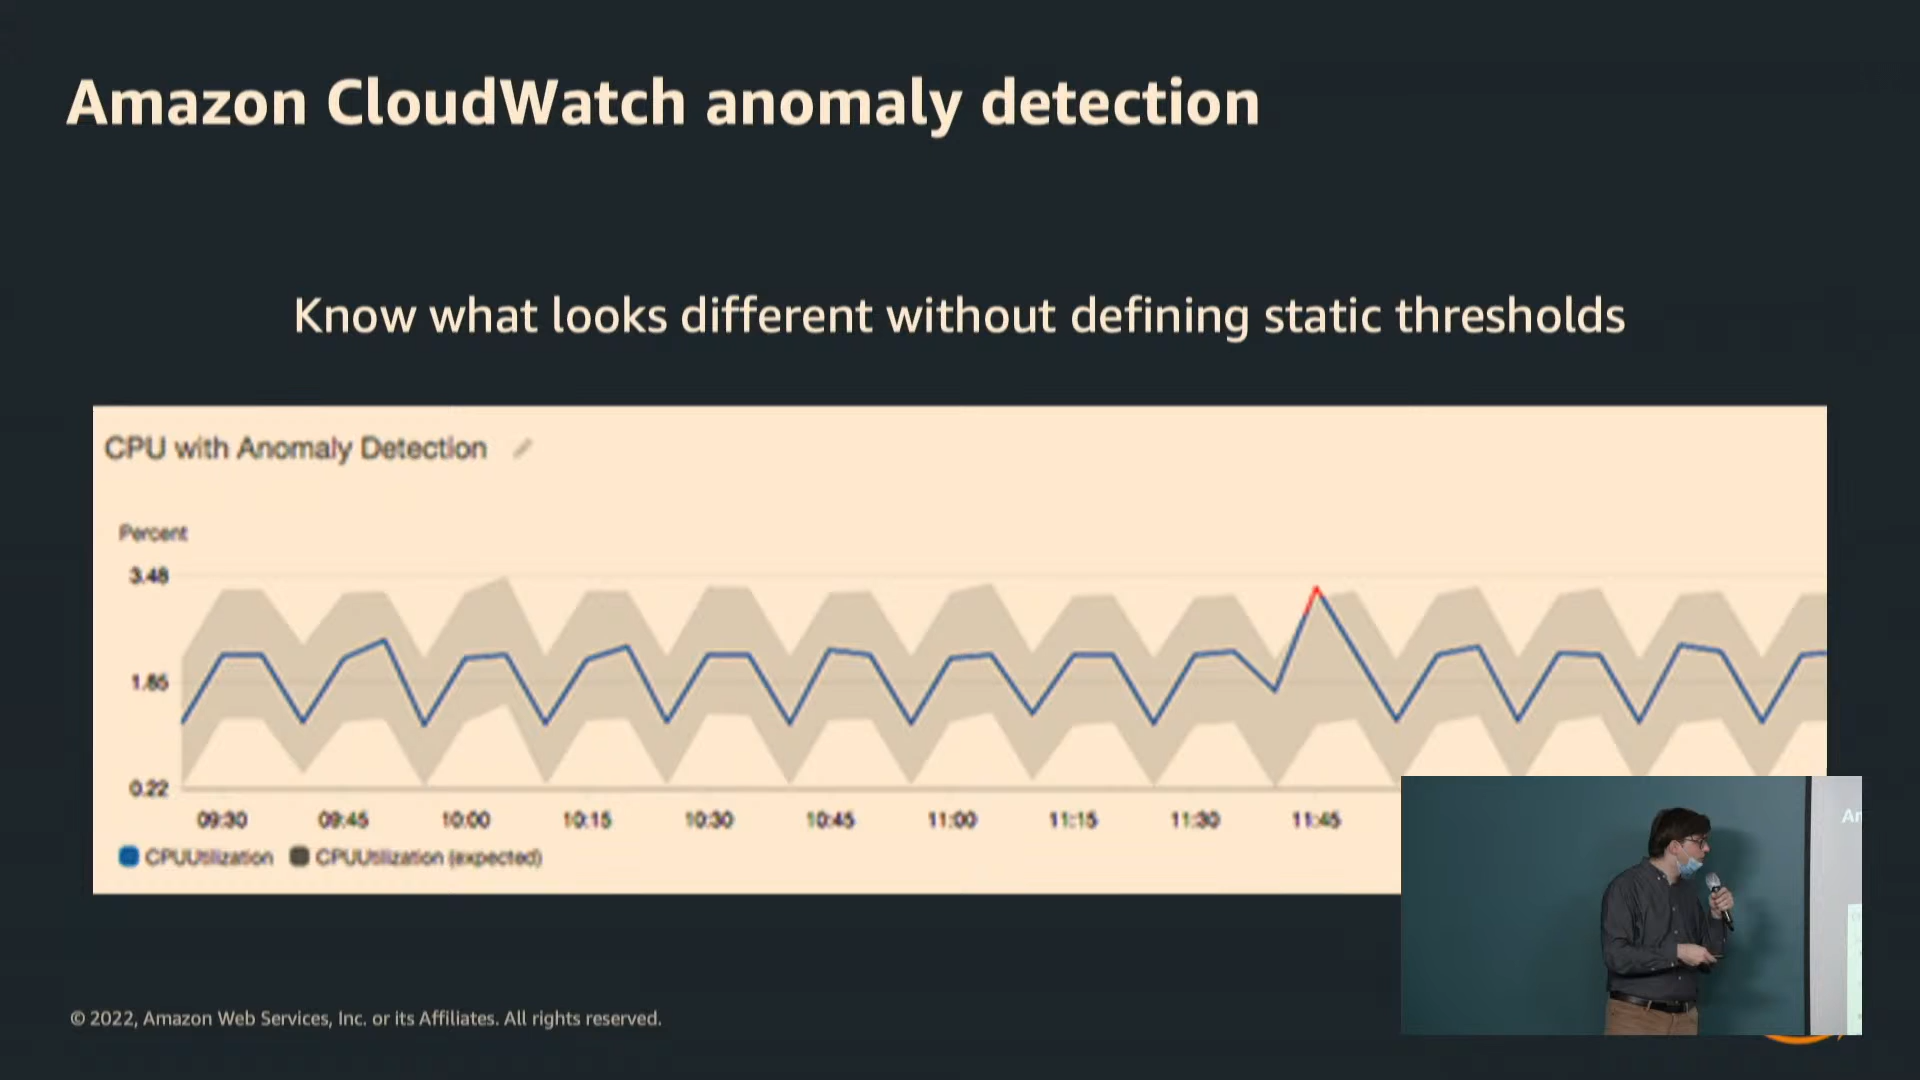 Amazon CloudWatch anomaly detection
Know what looks different without defining static thresholds
CPU with Anomaly Detection
Percent
3.48
1.85
0.22
09:30 09:45 10:00 10:15 10:30 10:45 11:00 11:15 11:30 11:45
CPUUtilization CPUUtilization (expected)
© 2022, Amazon Web Services, Inc. or its Affiliates. All rights reserved.